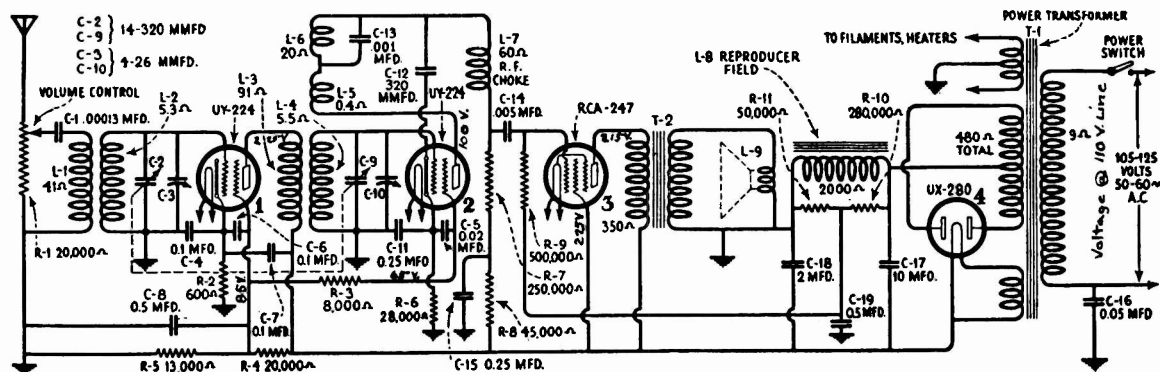 C-2
C-9
14-320 MMFD.
C-3
C-10
4-26 MMFD.
VOLUME CONTROL
C-1 .00013 MFD.
L-1
41Ω
R-1 20,000Ω
L-2
5.3Ω
C-2
C-3
UY-224
L-3
91Ω
225V
1
0.1 MFD.
C-4
R-2
600Ω
86V.
C-6
0.1 MFD.
C-7
0.1 MFD.
C-8
0.5 MFD.
R-5 13,000Ω
R-4 20,000Ω
L-6
20Ω
C-13
.001
MFD.
C-12
320
MMFD.
L-5
0.4Ω
L-4
5.5Ω
C-9
C-10
UY-224
100 V.
2
C-11
0.25 MFD
C-5
0.02
MFD.
R-3
8,000Ω
R-6
28,000Ω
C-15 0.25 MFD.
L-7
60Ω
R.F.
CHOKE
C-14
.005 MFD.
R-9
500,000Ω
R-7
250,000Ω
R-8 45,000Ω
RCA-247
215V
3
225V
350Ω
T-2
L-9
L-8 REPRODUCER
FIELD
R-11
50,000Ω
R-10
280,000Ω
2000Ω
C-18
2 MFD.
C-19
0.5 MFD.
C-17
10 MFD.
TO FILAMENTS, HEATERS
POWER TRANSFORMER
T-1
480Ω
TOTAL
UX-280
4
9Ω
Voltage @ 110 V. Line
POWER
SWITCH
105-125
VOLTS
50-60~
A.C.
C-16
0.05 MFD